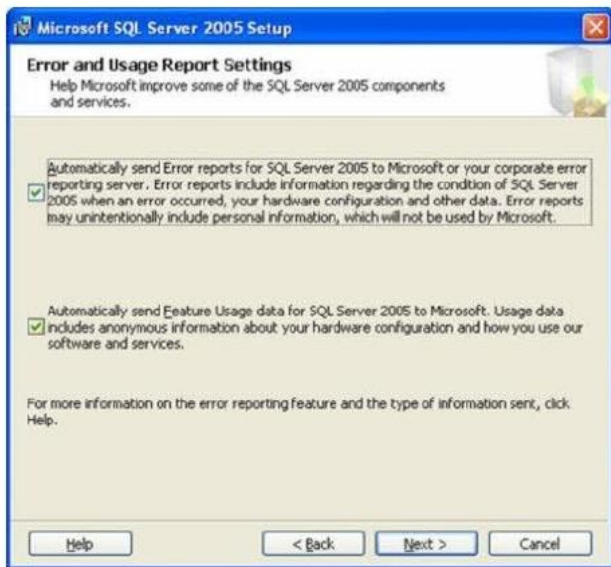 Microsoft SQL Server 2005 Setup
Error and Usage Report Settings
Help Microsoft improve some of the SQL Server 2005 components
and services.
Automatically send Error reports for SQL Server 2005 to Microsoft or your corporate error
reporting server. Error reports include information regarding the condition of SQL Server
2005 when an error occurred, your hardware configuration and other data. Error reports
may unintentionally include personal information, which will not be used by Microsoft.
Automatically send Feature Usage data for SQL Server 2005 to Microsoft. Usage data
includes anonymous information about your hardware configuration and how you use our
software and services.
For more information on the error reporting feature and the type of information sent, click
Help.
Help
< Back
Next >
Cancel